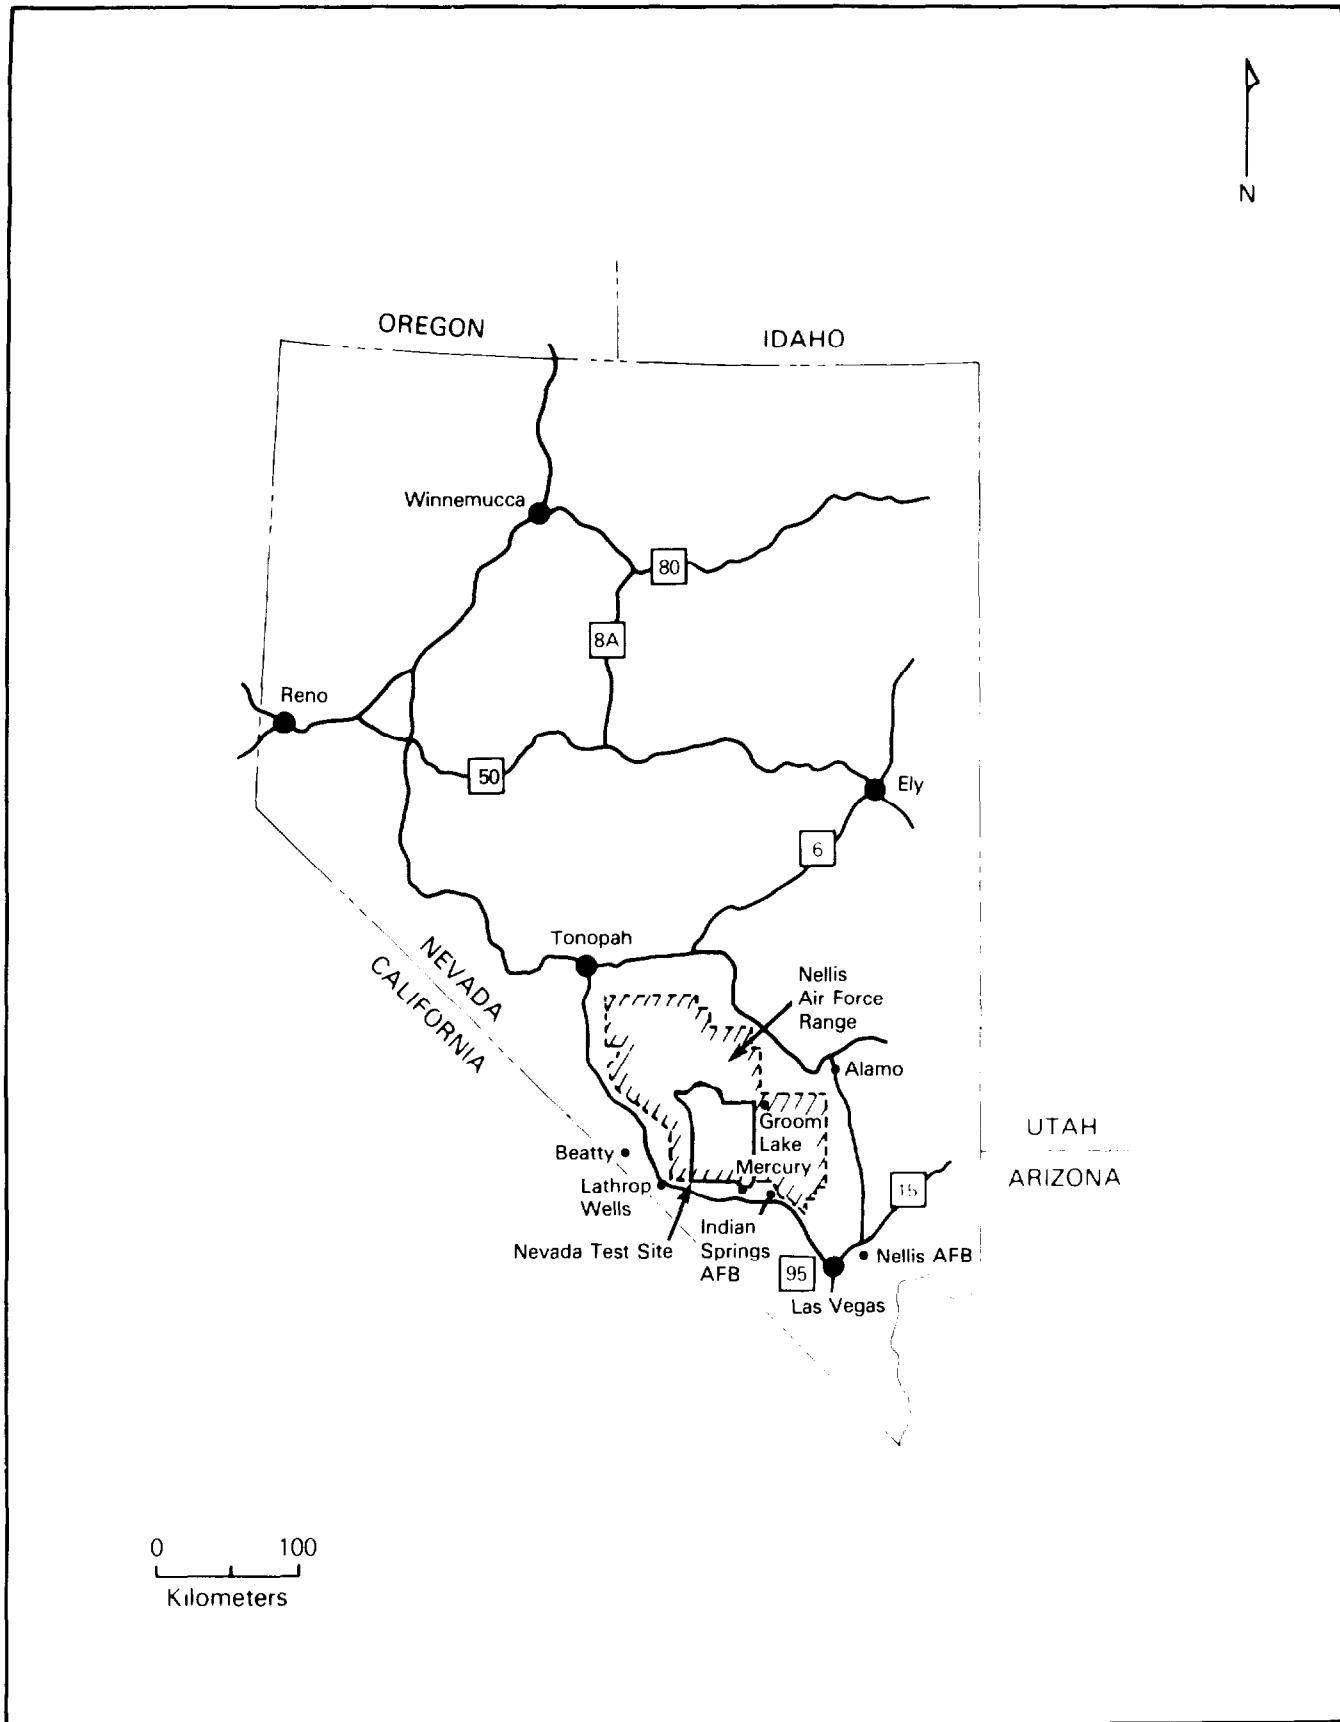 N
OREGON
IDAHO
Winnemucca
80
8A
Reno
50
Ely
6
Tonopah
NEVADA
CALIFORNIA
Nellis
Air Force
Range
Alamo
Groom
Lake
UTAH
Beatty
Mercury
ARIZONA
Lathrop
Wells
15
Indian
Springs
AFB
Nevada Test Site
Nellis AFB
95
Las Vegas
0 100
Kilometers